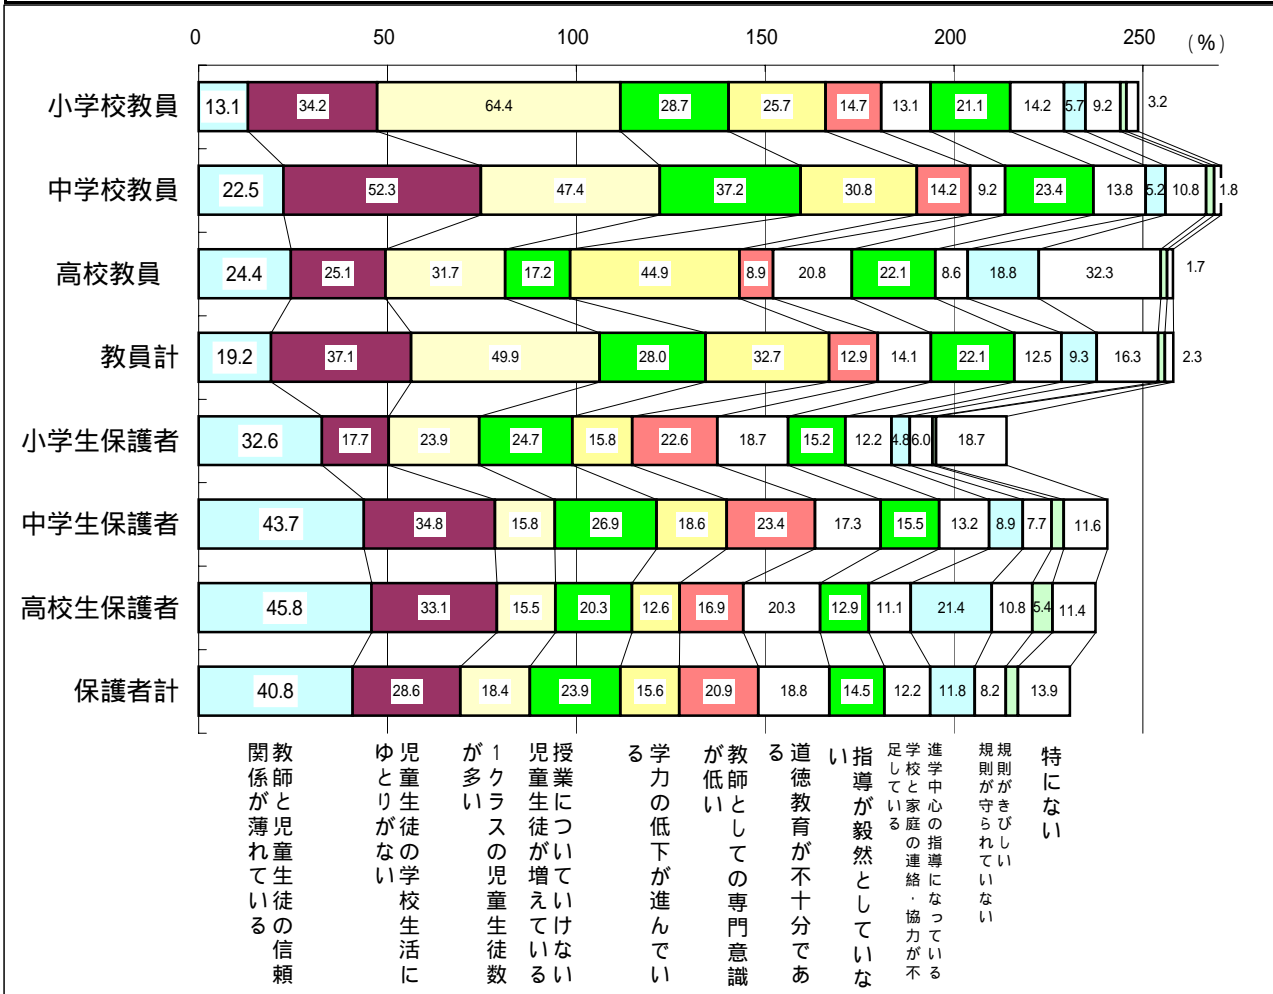 0 50 100 150 200 250 (%)
小学校教員 13.1 34.2 64.4 28.7 25.7 14.7 13.1 21.1 14.2 5.7 9.2 3.2
中学校教員 22.5 52.3 47.4 37.2 30.8 14.2 9.2 23.4 13.8 5.2 10.8 1.8
高校教員 24.4 25.1 31.7 17.2 44.9 8.9 20.8 22.1 8.6 18.8 32.3 1.7
教員計 19.2 37.1 49.9 28.0 32.7 12.9 14.1 22.1 12.5 9.3 16.3 2.3
小学生保護者 32.6 17.7 23.9 24.7 15.8 22.6 18.7 15.2 12.2 4.8 6.0 18.7
中学生保護者 43.7 34.8 15.8 26.9 18.6 23.4 17.3 15.5 13.2 8.9 7.7 11.6
高校生保護者 45.8 33.1 15.5 20.3 12.6 16.9 20.3 12.9 11.1 21.4 10.8 5.4 11.4
保護者計 40.8 28.6 18.4 23.9 15.6 20.9 18.8 14.5 12.2 11.8 8.2 13.9
教師と児童生徒の信頼
関係が薄れている
児童生徒の学校生活に
ゆとりがない
1クラスの児童生徒数
が多い
授業についていけない
児童生徒が増えている
学力の低下が進んでい
る
教師としての専門意識
が低い
道徳教育が不十分であ
る
指導が毅然としていな
い
学校と家庭の連絡・協力が不
足している
進学中心の指導になっている
規則が守られていない
規則がきびしい
特にない